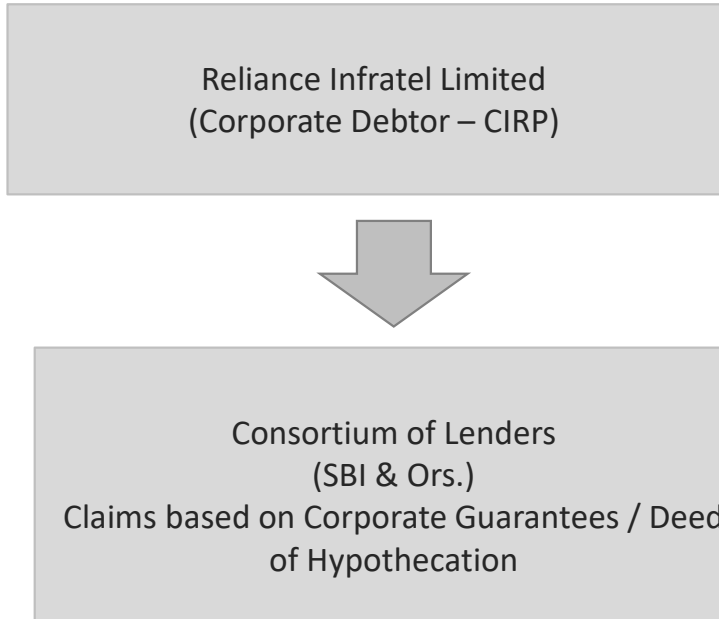 Reliance Infratel Limited
(Corporate Debtor – CIRP)
Consortium of Lenders
(SBI & Ors.)
Claims based on Corporate Guarantees / Deed
of Hypothecation